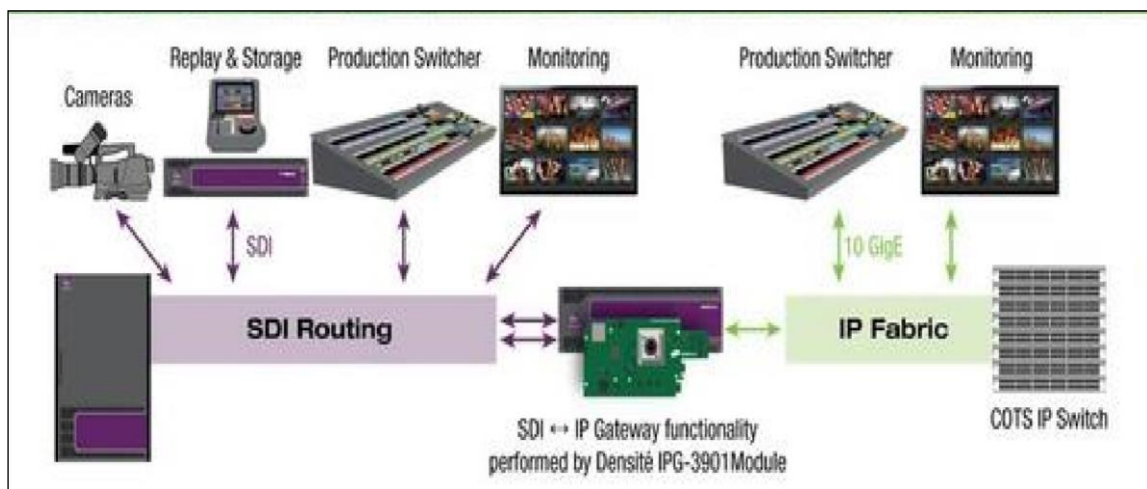 Cameras
Replay & Storage
Production Switcher
Monitoring
Production Switcher
Monitoring
SDI
10 GigE
SDI Routing
IP Fabric
SDI ↔ IP Gateway functionality
performed by Densité IPG-3901Module
COTS IP Switch